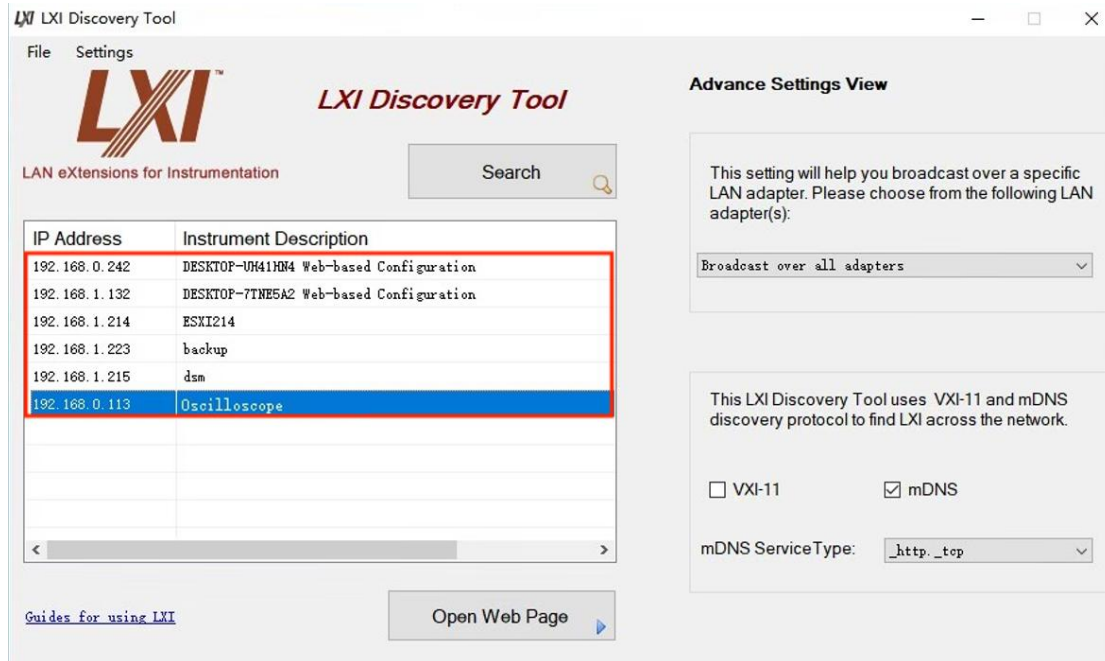 LXI LXI Discovery Tool
File Settings
LXI™
LAN eXtensions for Instrumentation
LXI Discovery Tool
Search
IP Address Instrument Description
192.168.0.242 DESKTOP-UH41HN4 Web-based Configuration
192.168.1.132 DESKTOP-7TNE5A2 Web-based Configuration
192.168.1.214 ESXI214
192.168.1.223 backup
192.168.1.215 dsm
192.168.0.113 Oscilloscope
Guides for using LXI
Open Web Page
Advance Settings View
This setting will help you broadcast over a specific
LAN adapter. Please choose from the following LAN
adapter(s):
Broadcast over all adapters
This LXI Discovery Tool uses VXI-11 and mDNS
discovery protocol to find LXI across the network.
VXI-11 mDNS
mDNS ServiceType: _http._tcp